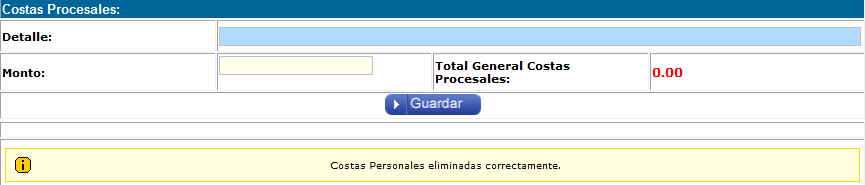 Costas Procesales:
Detalle:
Monto:
Total General Costas
Procesales:
0.00
Guardar
Costas Personales eliminadas correctamente.